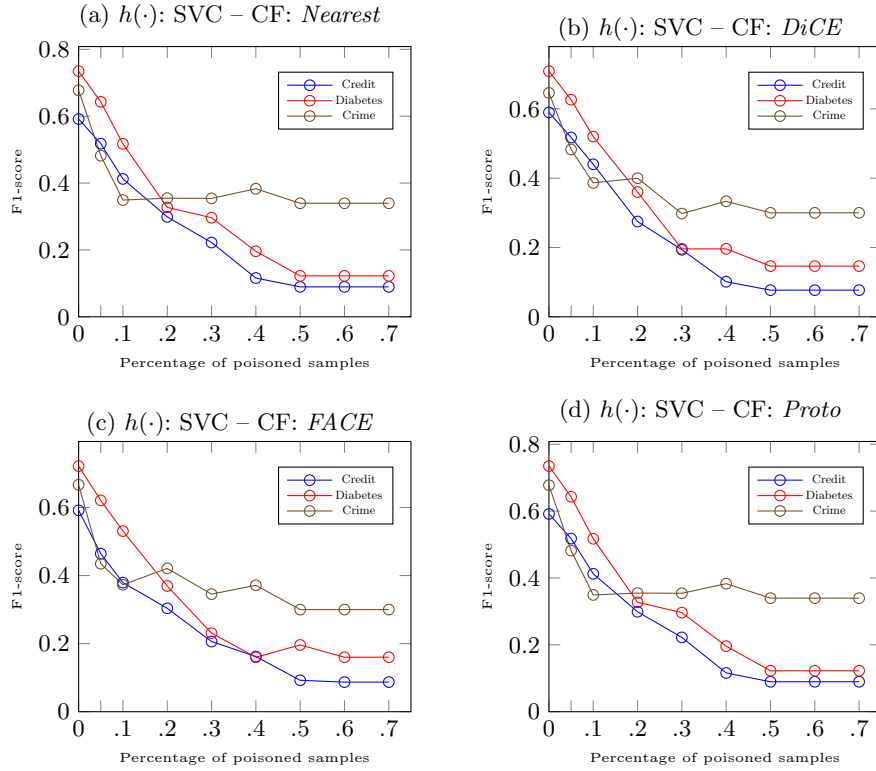 (a) h(·): SVC – CF: Nearest
0.8
0.6
0.4
0.2
0
F1-score
Credit
Diabetes
Crime
0 .1 .2 .3 .4 .5 .6 .7
Percentage of poisoned samples
(b) h(·): SVC – CF: DiCE
0.6
0.4
0.2
0
F1-score
Credit
Diabetes
Crime
0 .1 .2 .3 .4 .5 .6 .7
Percentage of poisoned samples
(c) h(·): SVC – CF: FACE
0.6
0.4
0.2
0
F1-score
Credit
Diabetes
Crime
0 .1 .2 .3 .4 .5 .6 .7
Percentage of poisoned samples
(d) h(·): SVC – CF: Proto
0.8
0.6
0.4
0.2
0
F1-score
Credit
Diabetes
Crime
0 .1 .2 .3 .4 .5 .6 .7
Percentage of poisoned samples